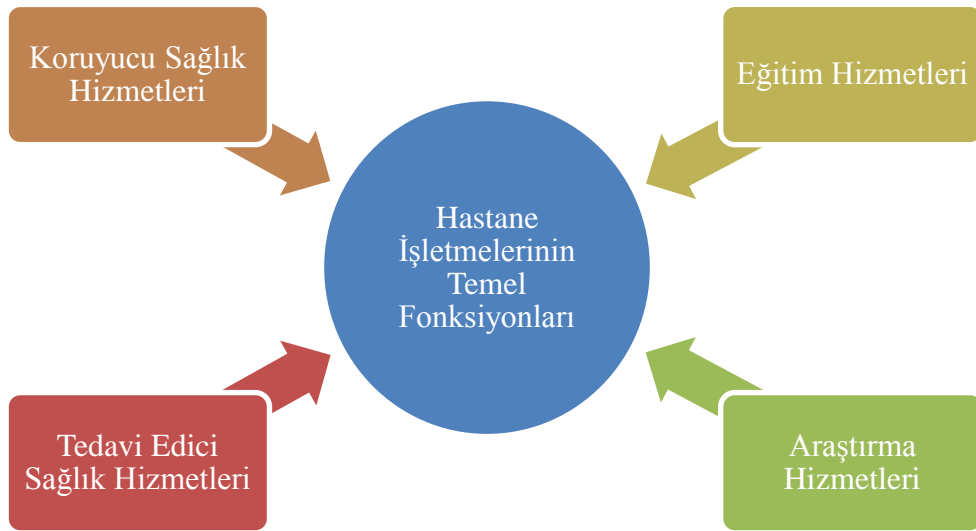 Koruyucu Sağlık
Hizmetleri
Eğitim Hizmetleri
Hastane
İşletmelerinin
Temel
Fonksiyonları
Tedavi Edici
Sağlık Hizmetleri
Araştırma
Hizmetleri